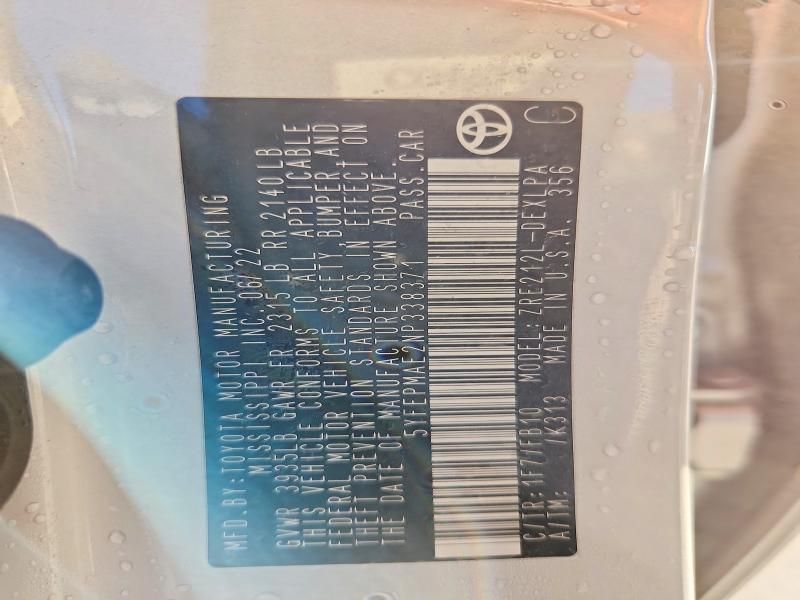 MFD.BY:TOYOTA MOTOR MANUFACTURING
MISSISSIPPI INC. 06/22
GVWR 3935LB GAWR FR 2315 LB RR 2140 LB
THIS VEHICLE CONFORMS TO ALL APPLICABLE
FEDERAL MOTOR VEHICLE SAFETY, BUMPER, AND
THEFT PREVENTION STANDARDS IN EFFECT ON
THE DATE OF MANUFACTURE SHOWN ABOVE.
5YFEPMAE2NP338371 PASS.CAR
C/TR:1F7/FB10 MODEL:ZRE212L-DEXLPA
A/TM: /K313 MADE IN U.S.A. 356 C